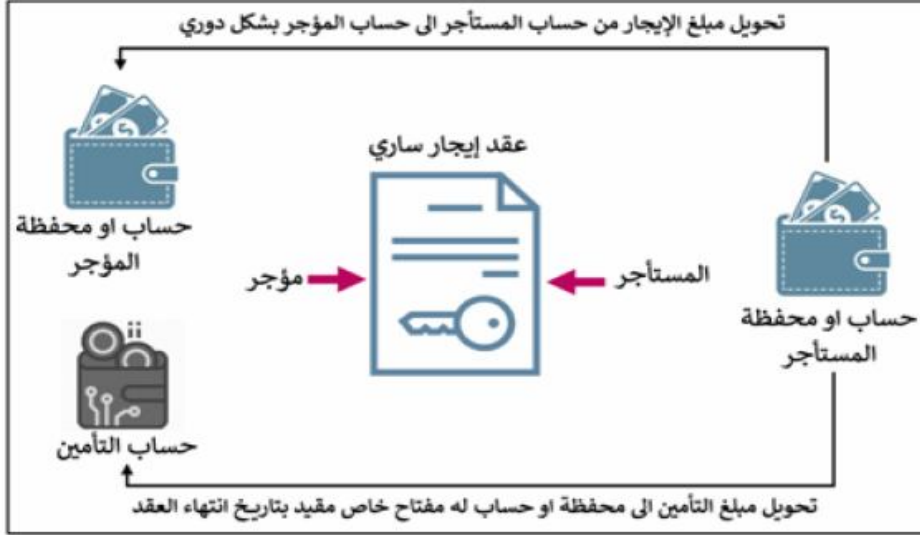 تحويل مبلغ الإيجار من حساب المستأجر الى حساب المؤجر بشكل دوري
عقد إيجار ساري
حساب او محفظة
المؤجر
مؤجر
المستأجر
حساب او محفظة
المستأجر
حساب التأمين
تحويل مبلغ التأمين الى محفظة او حساب له مفتاح خاص مقيد بتاريخ انتهاء العقد